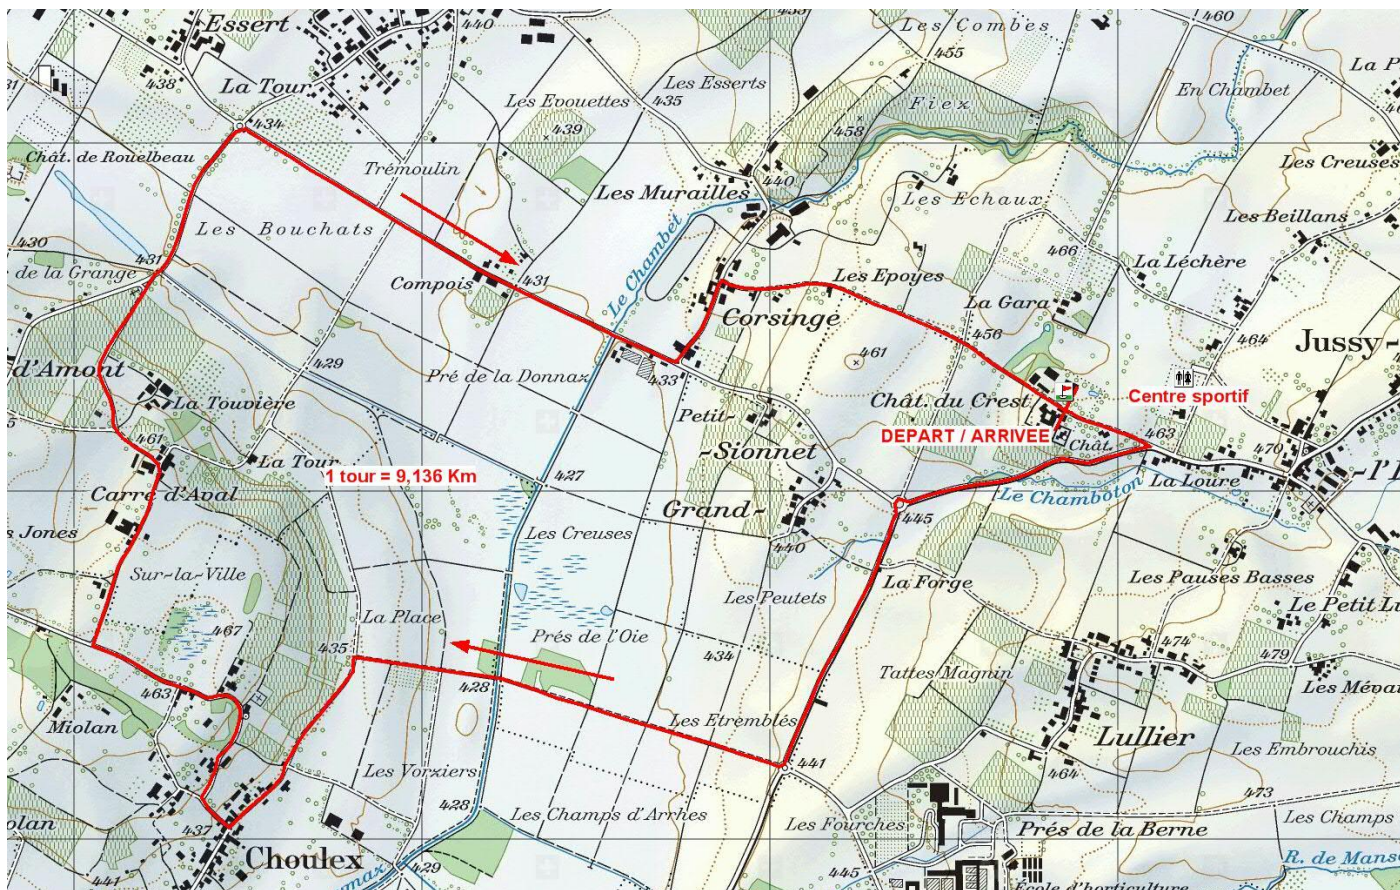 Essert
440
455
Les Combes
455
460
438
La Tour
Les Esserts
Fiex
En Chambet
La P
434
Les Evouettes
435
439
458
Chât. de Rouelbeau
Trémoulin
Les Murailles
440
Les Creuses
Les Echaux
Les Beillans
Les Bouchats
Le Chambet
430
466
431
La Léchère
de la Grange
Compois
431
Les Epoyes
La Gara
Corsinge
456
464
429
433
461
Jussy-
d'Amont
Pré de la Donnax
La Touvière
Petit-
Chât. du Crest
Centre sportif
DEPART / ARRIVEE
Chât.
463
461
-Sionnet
470
La Tour
1 tour = 9,136 Km
427
-l'
La Loure
Carre d'Aval
Le Chamboton
Grand-
445
s Jones
Les Creuses
440
Sur-la-Ville
La Forge
Les Pauses Basses
Les Peutets
Le Petit Lu
467
La Place
Prés de l'Oie
434
474
435
479
Tattes Magnin
463
428
Les Méva
Miolan
Les Etremblés
Lullier
Les Embrouchis
441
464
Les Vorziers
428
473
olan
437
Les Champs d'Arrhes
Les Fourches
Prés de la Berne
Les Champs
Choulex
429
441
445
R. de Mans
Ecole d'horticulture